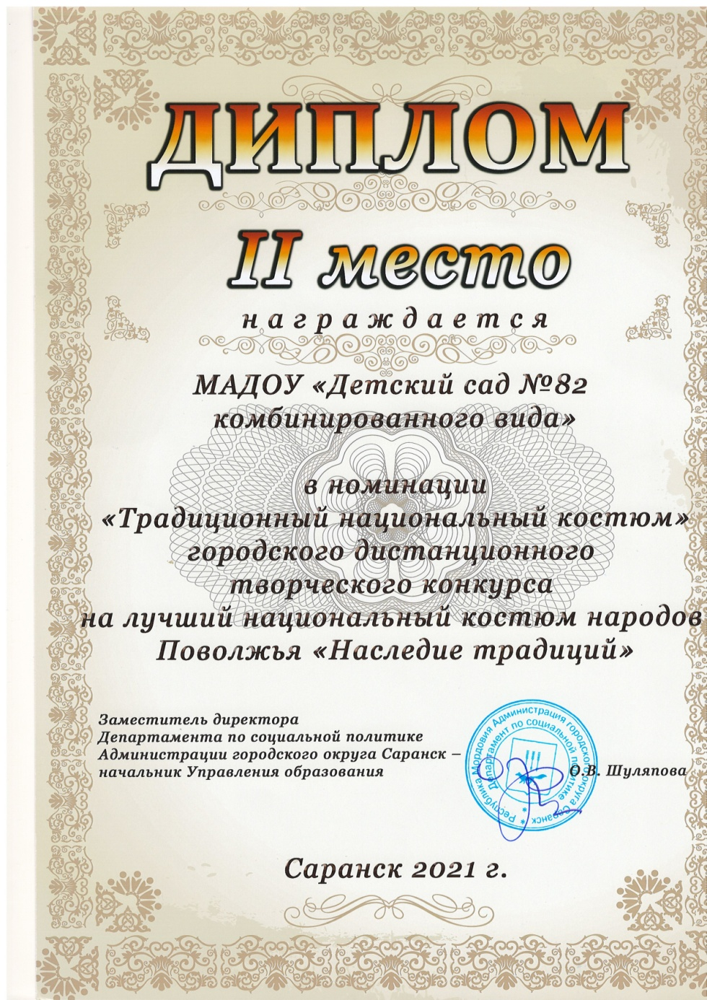 ДИПЛОМ
II место
награждается
МАДОУ «Детский сад №82
комбинированного вида»
в номинации
«Традиционный национальный костюм»
городского дистанционного
творческого конкурса
на лучший национальный костюм народов
Поволжья «Наследие традиций»
Заместитель директора
Департамента по социальной политике
Администрации городского округа Саранск –
начальник Управления образования
О.В. Шуляпова
Республика Мордовия Администрация городского округа Саранск
Департамент по социальной политике
Саранск 2021 г.